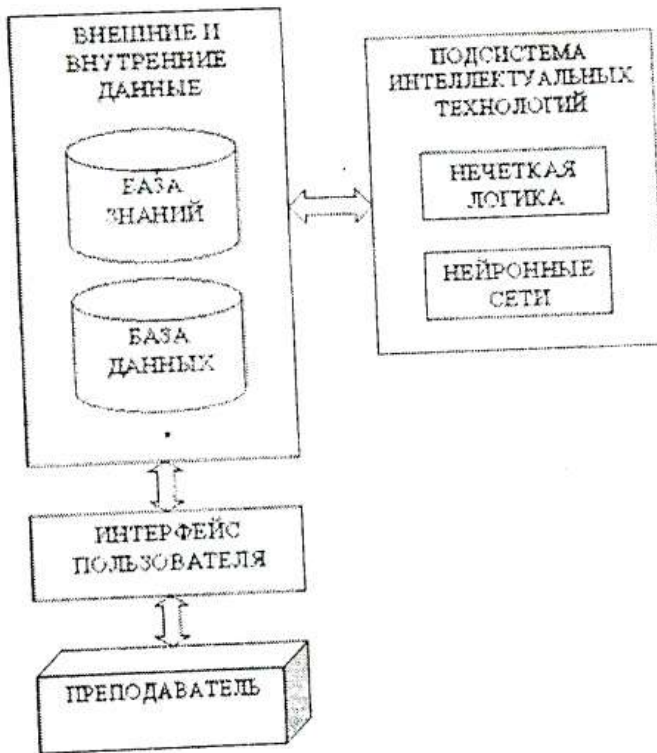 ВНЕШНИЕ И
ВНУТРЕННИЕ
ДАННЫЕ
БАЗА
ЗНАНИЙ
БАЗА
ДАННЫХ
ПОДСИСТЕМА
ИНТЕЛЛЕКТУАЛЬНЫХ
ТЕХНОЛОГИЙ
НЕЧЕТКАЯ
ЛОГИКА
НЕЙРОННЫЕ
СЕТИ
ИНТЕРФЕЙС
ПОЛЬЗОВАТЕЛЯ
ПРЕПОДАВАТЕЛЬ